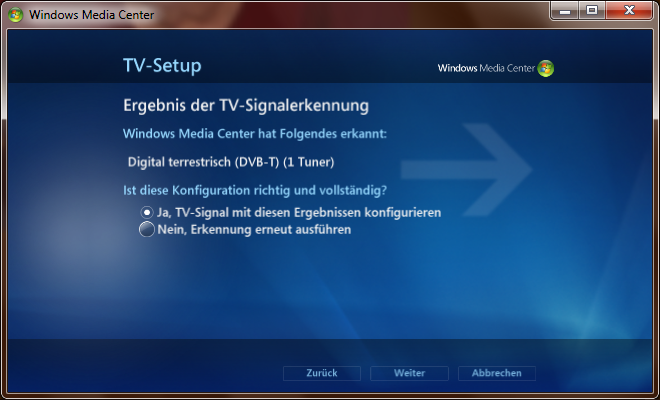 Windows Media Center
TV-Setup
Windows Media Center
Ergebnis der TV-Signalerkennung
Windows Media Center hat Folgendes erkannt:
Digital terrestrisch (DVB-T) (1 Tuner)
Ist diese Konfiguration richtig und vollständig?
Ja, TV-Signal mit diesen Ergebnissen konfigurieren
Nein, Erkennung erneut ausführen
Zurück
Weiter
Abbrechen